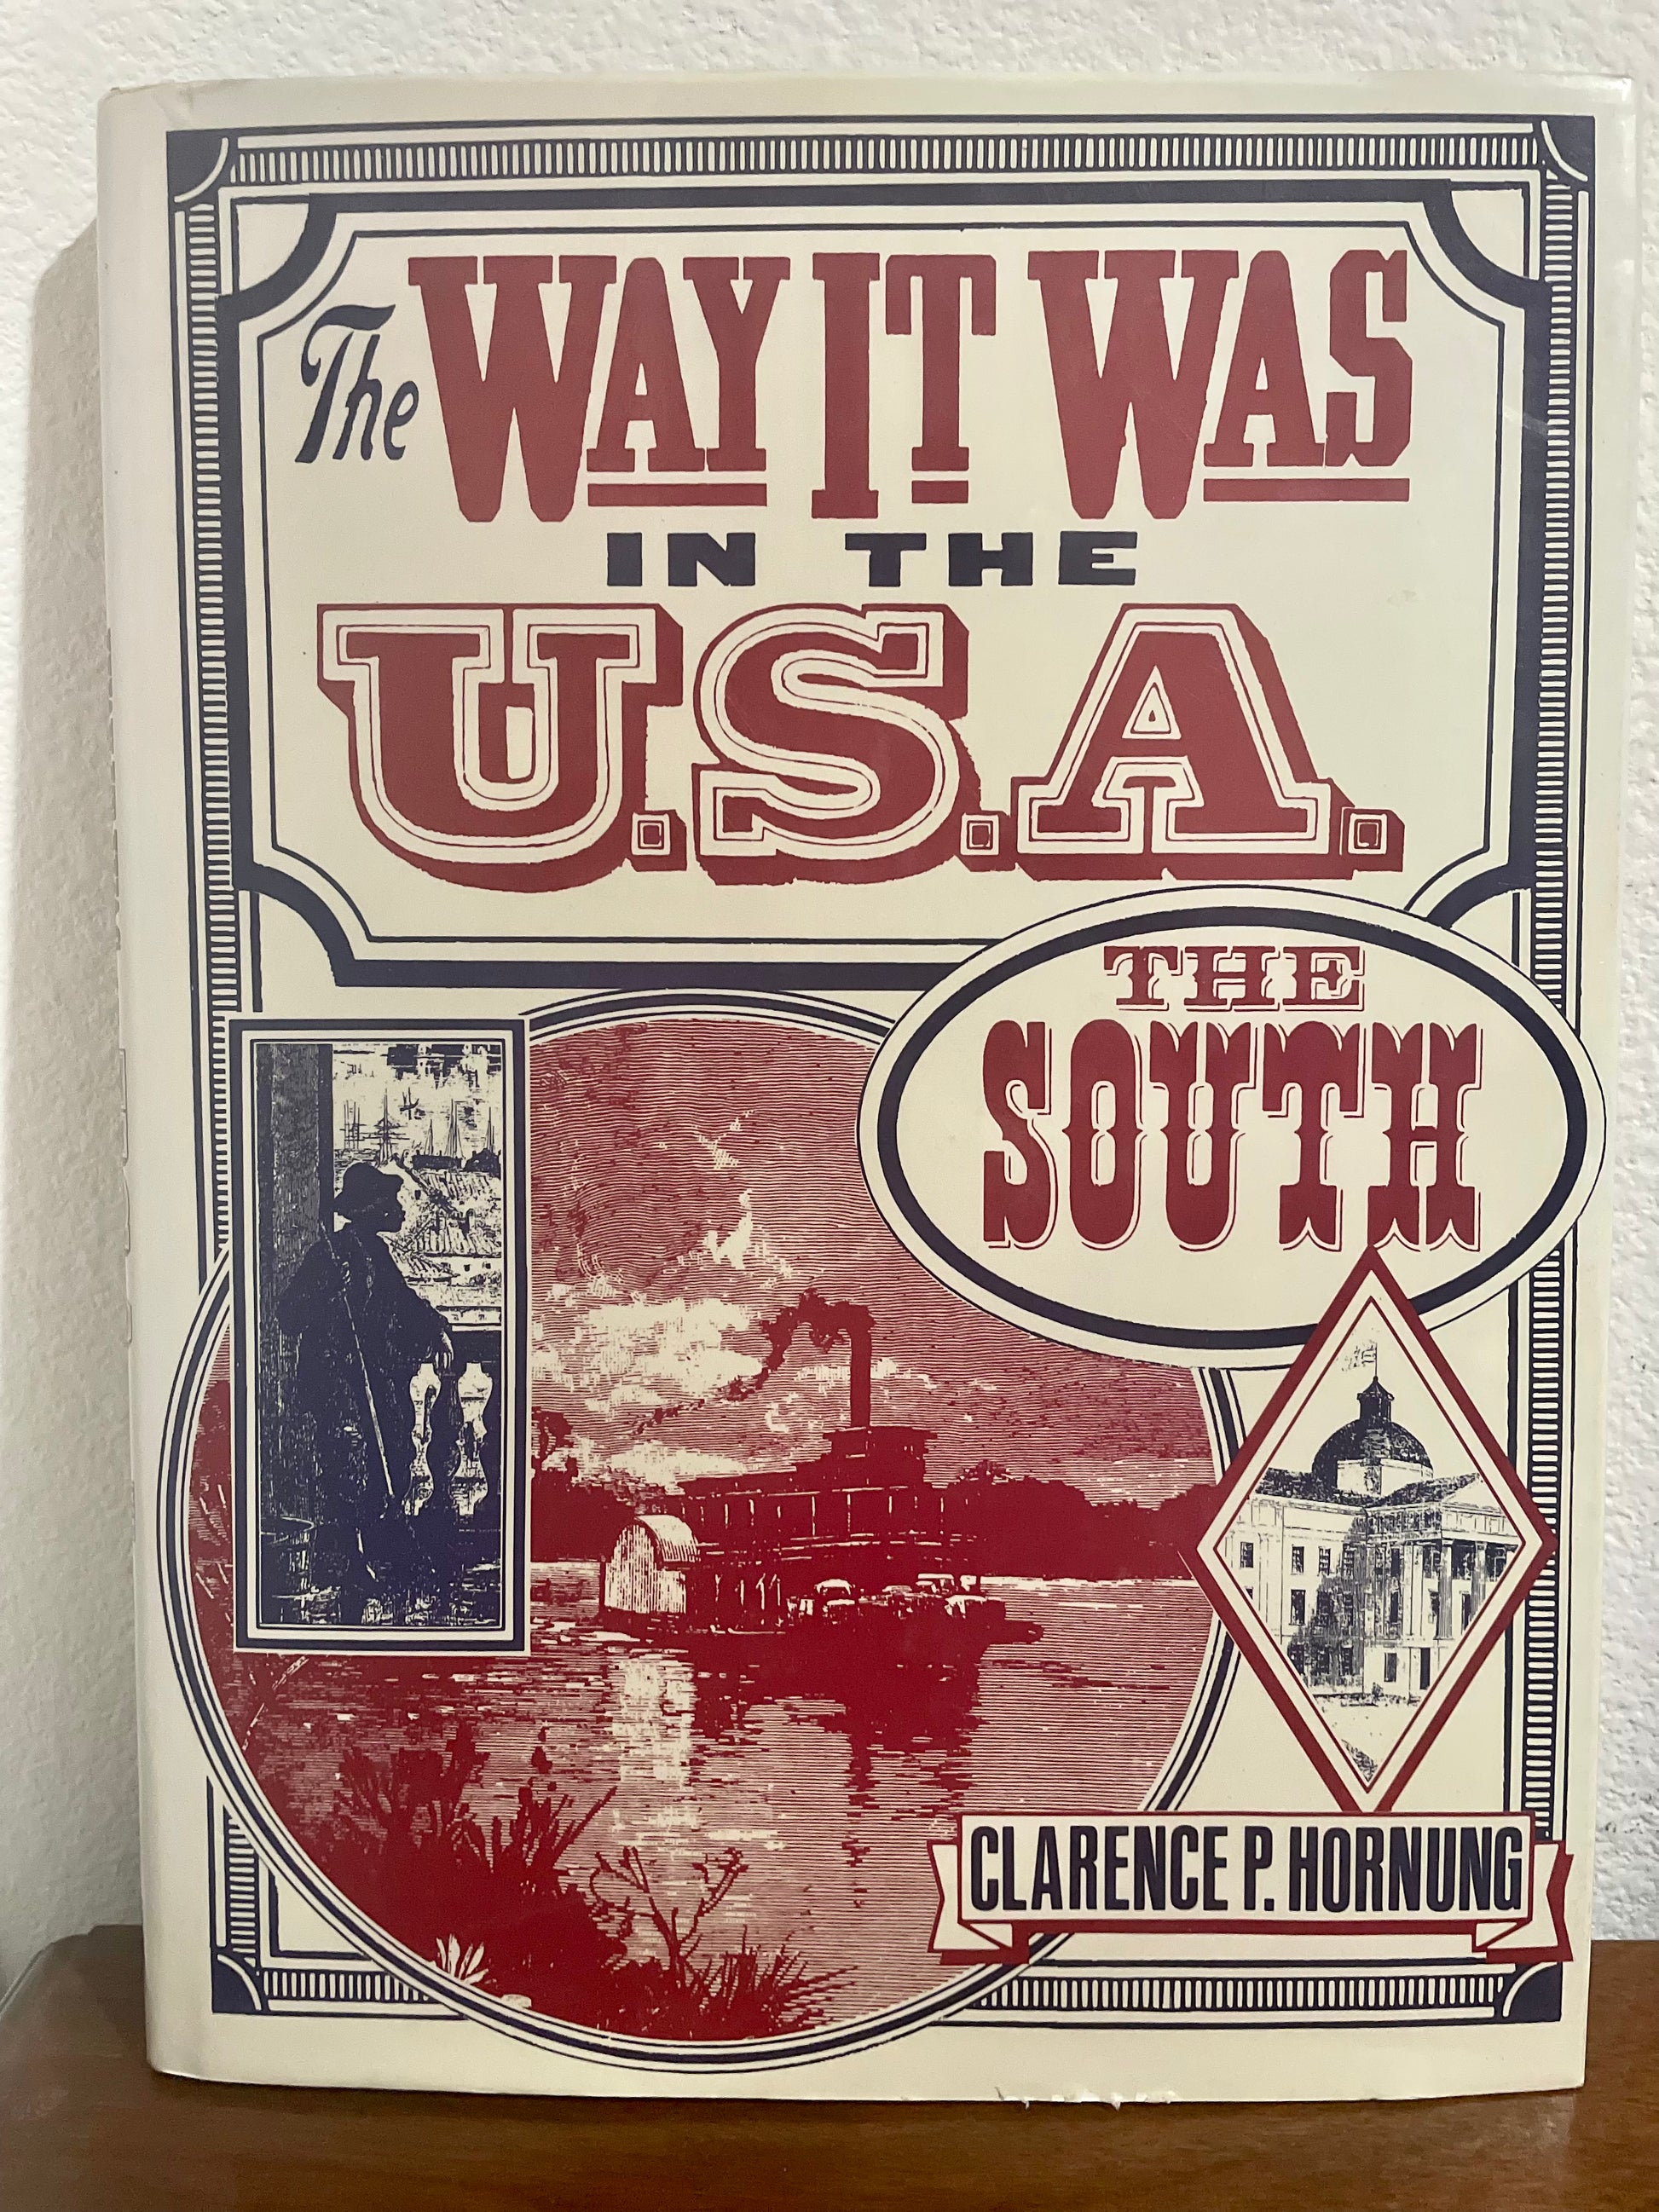 The WAY IT WAS
IN THE
U.S.A.
THE
SOUTH
CLARENCE P. HORNUNG